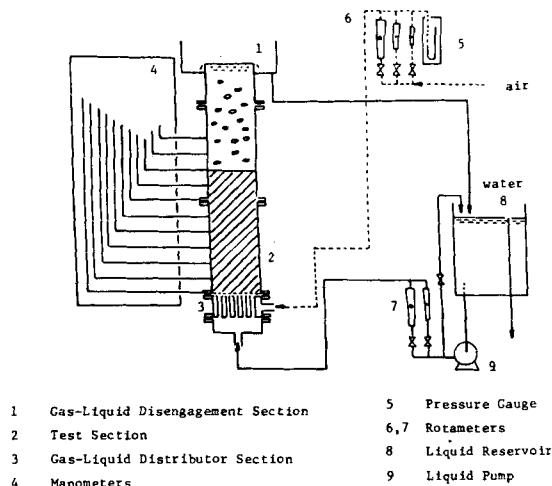 1
6
5
4
air
water
8
2
3
7
9
1 Gas-Liquid Disengagement Section
2 Test Section
3 Gas-Liquid Distributor Section
4 Manometers
5 Pressure Gauge
6,7 Rotameters
8 Liquid Reservoir
9 Liquid Pump